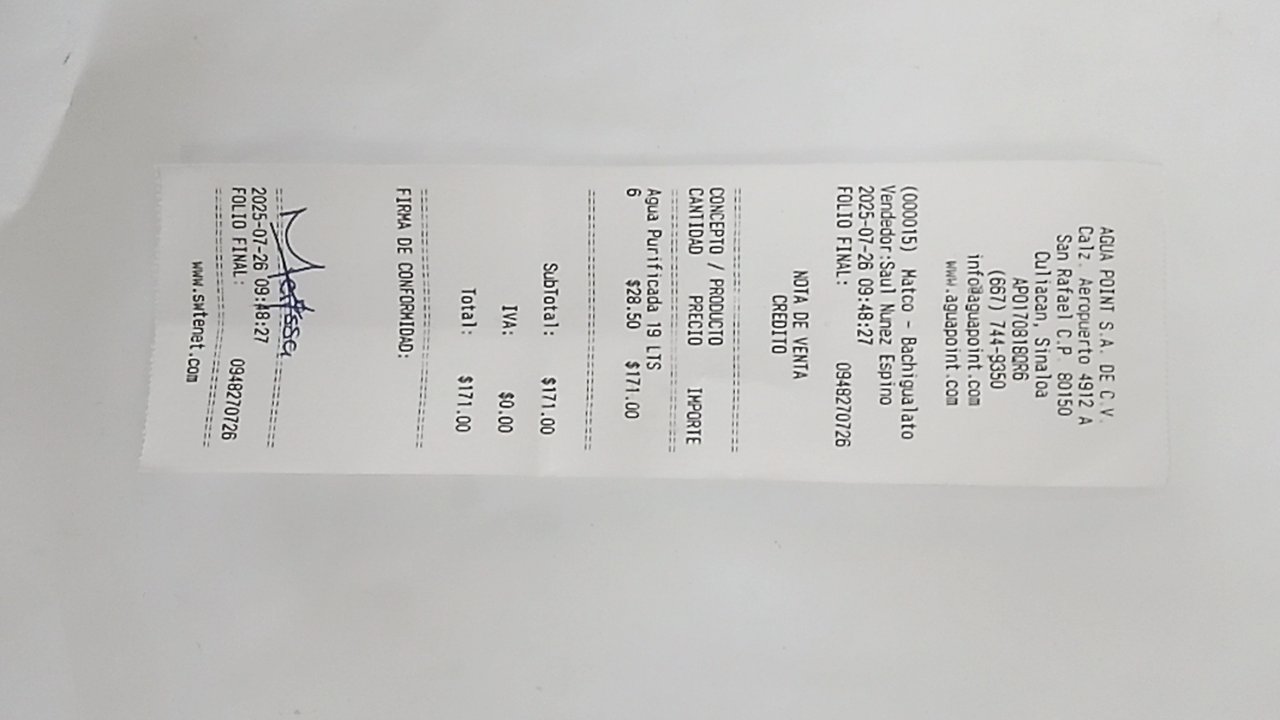 AGUA POINT S.A. DE C.V.
Calz. Aeropuerto 4912 A
San Rafael C.P. 80150
Culiacan, Sinaloa
APO170818QR6
(667) 744-9350
info@aguapoint.com
www.aguapoint.com
(000015) Matco - Bachigualato
Vendedor:Saul Nunez Espino
2025-07-26 09:48:27
FOLIO FINAL: 0948270726
NOTA DE VENTA
CREDITO
CONCEPTO / PRODUCTO
CANTIDAD PRECIO IMPORTE
Agua Purificada 19 LTS
6 $28.50 $171.00
SubTotal: $171.00
IVA: $0.00
Total: $171.00
FIRMA DE CONFORMIDAD:
2025-07-26 09:48:27
FOLIO FINAL: 0948270726
www.swtenet.com